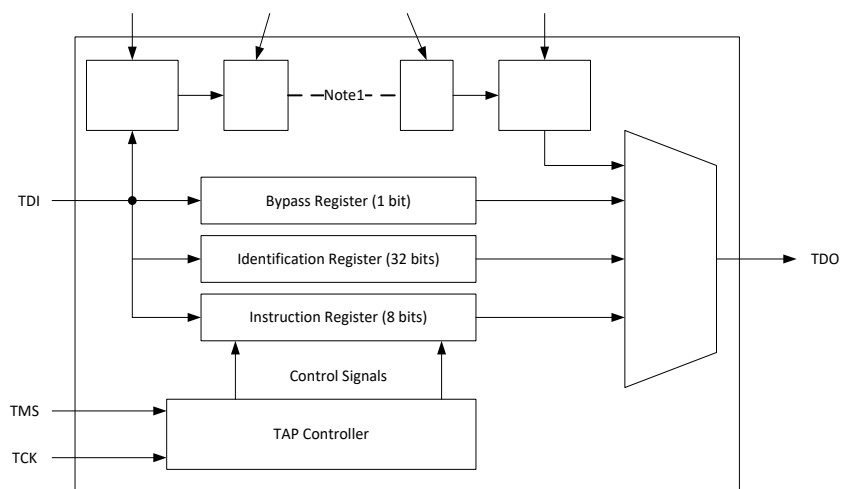 Note1
TDI
Bypass Register (1 bit)
Identification Register (32 bits)
TDO
Instruction Register (8 bits)
Control Signals
TMS
TAP Controller
TCK